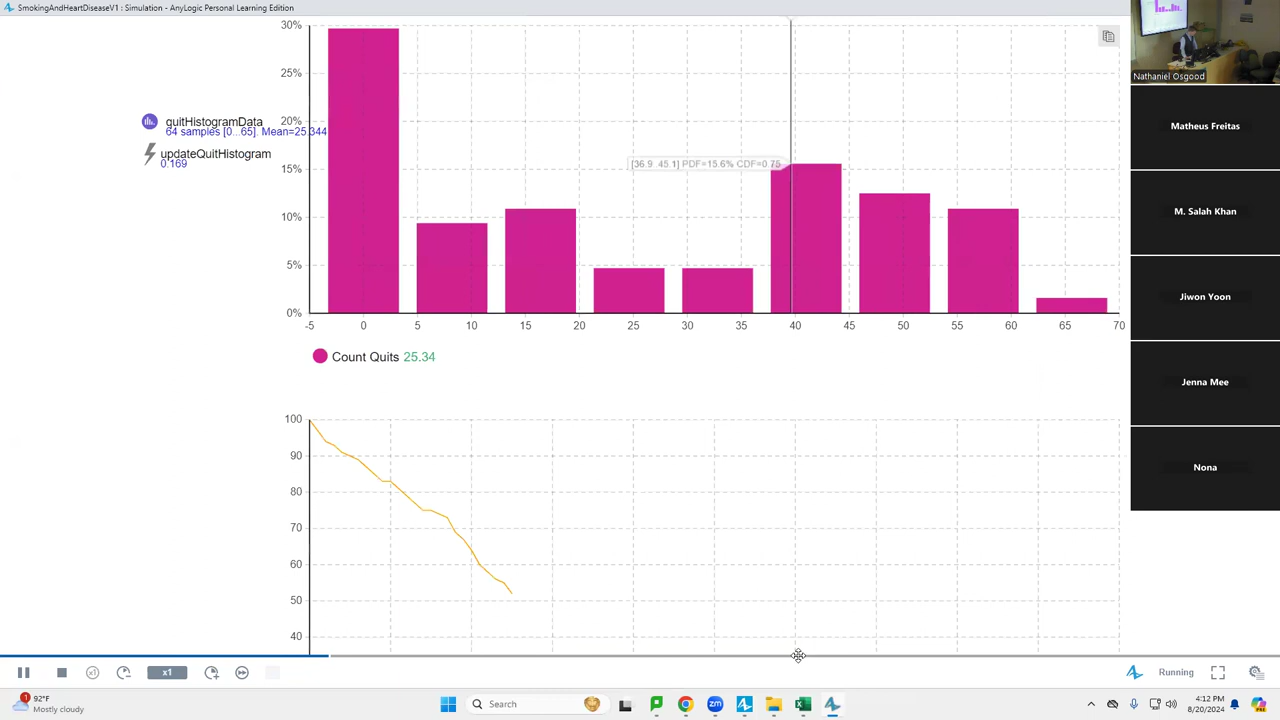 SmokingAndHeartDiseaseV1 : Simulation - AnyLogic Personal Learning Edition
30%
25%
20%
15%
10%
5%
0%
quitHistogramData
64 samples [0...65]. Mean=25.344
updateQuitHistogram
0.169
[36.9 45.1] PDF=15.6% CDF=0.75
-5 0 5 10 15 20 25 30 35 40 45 50 55 60 65 70
Count Quits 25.34
100
90
80
70
60
50
40
Nathaniel Osgood
Matheus Freitas
M. Salah Khan
Jiwon Yoon
Jenna Mee
Nona
x1
x1
Running
1
92°F
Mostly cloudy
Search
zm
4:12 PM
8/20/2024